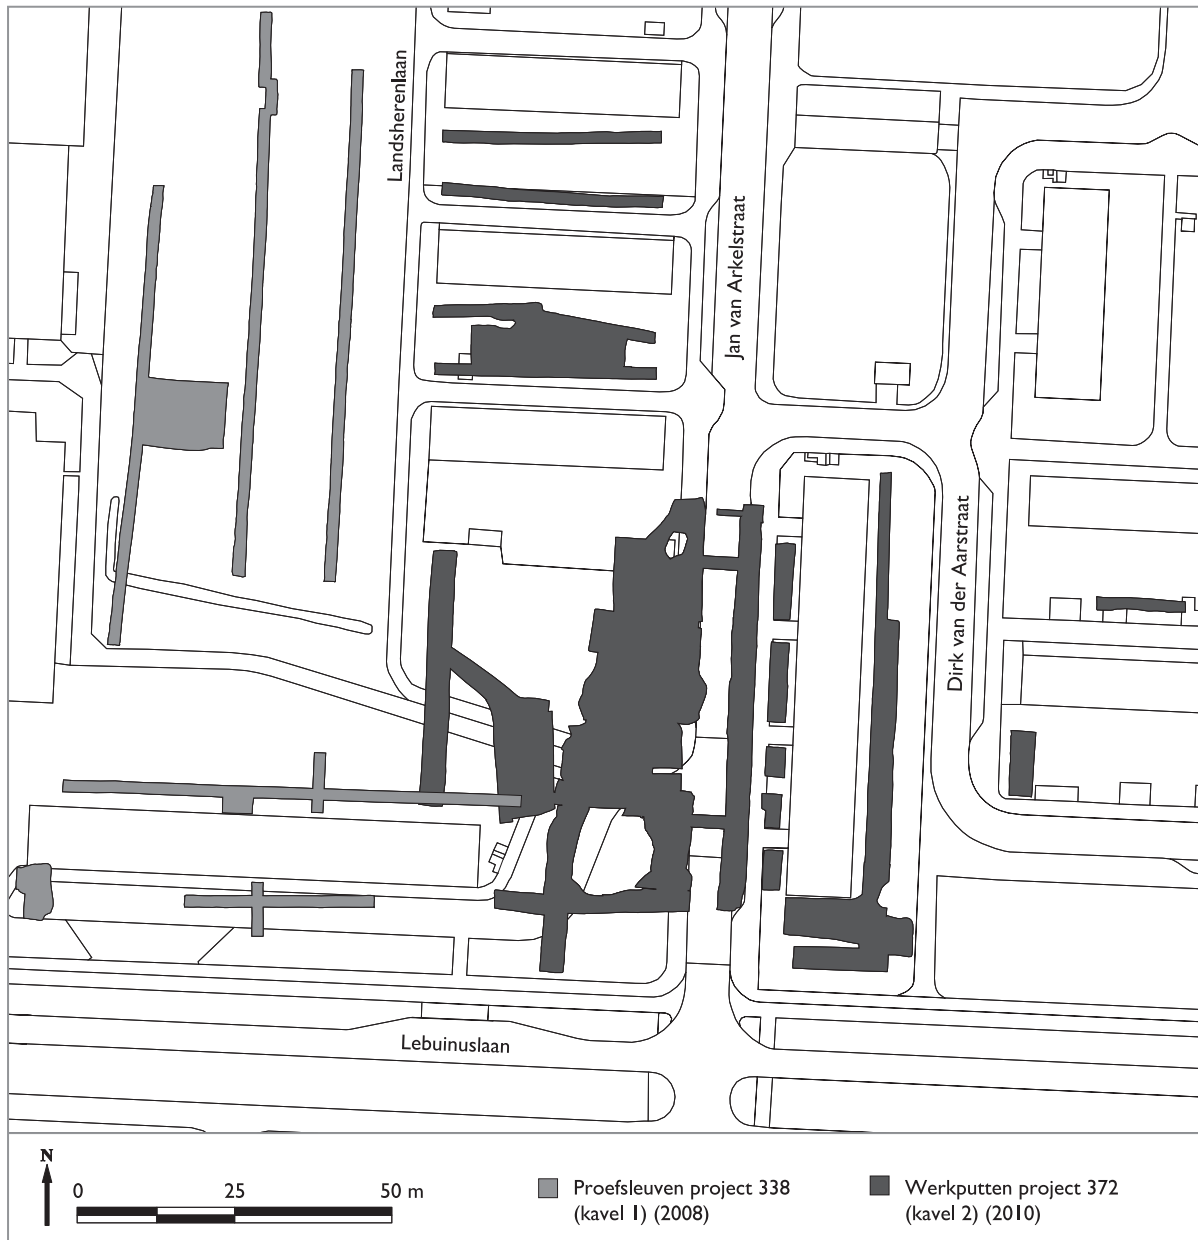 Landsherenlaan
Jan van Arkelstraat
Dirk van der Aarstraat
Lebuinuslaan
N
0 25 50 m
Proefsleuven project 338
(kavel 1) (2008)
Werkputten project 372
(kavel 2) (2010)